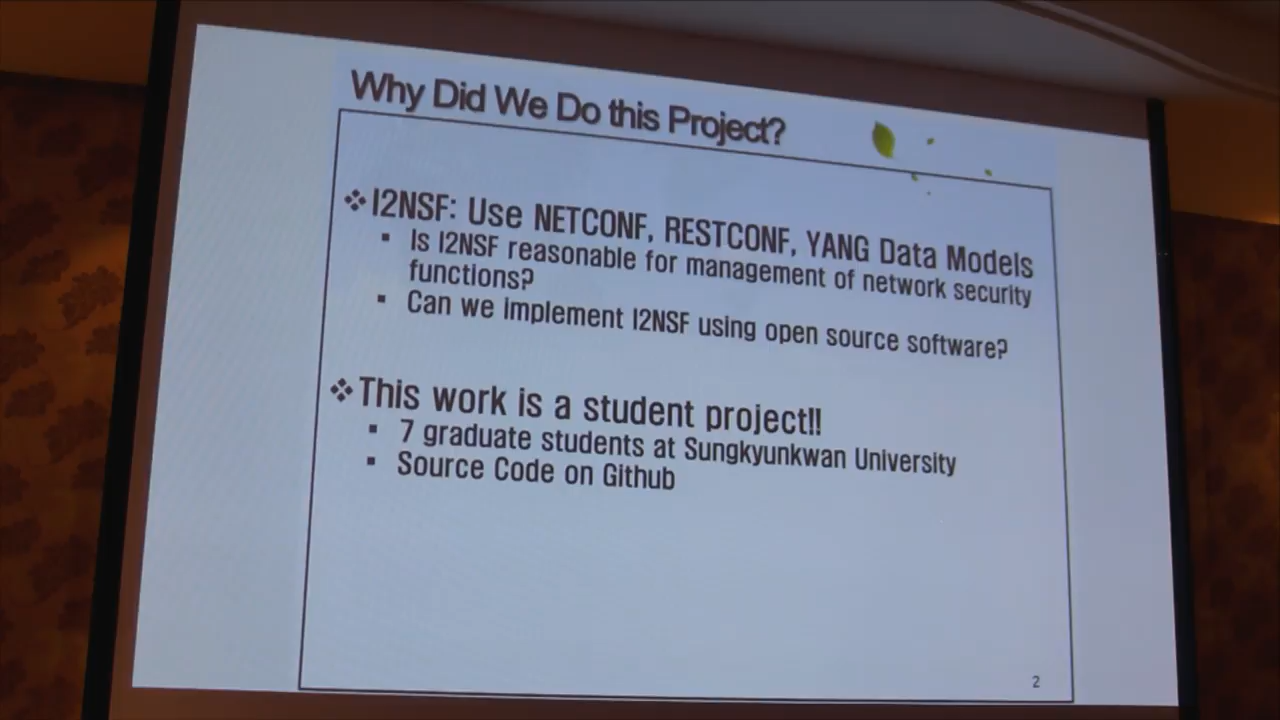 Why Did We Do this Project?
❖I2NSF: Use NETCONF, RESTCONF, YANG Data Models
▪ Is I2NSF reasonable for management of network security
functions?
▪ Can we implement I2NSF using open source software?
❖This work is a student project!!
▪ 7 graduate students at Sungkyunkwan University
▪ Source Code on Github
2